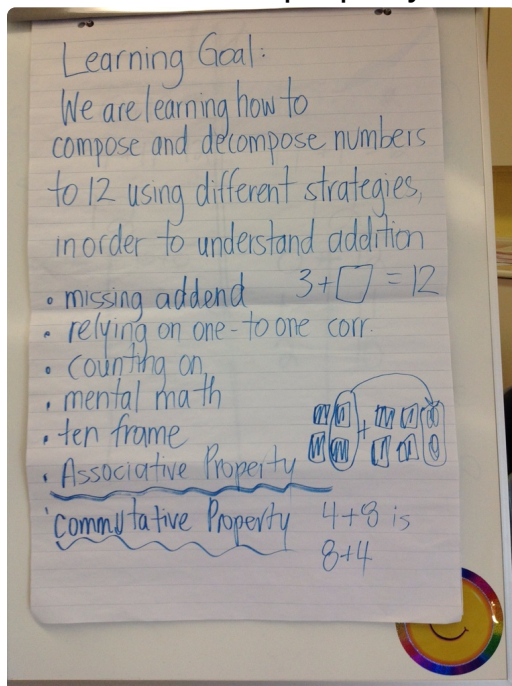 Learning Goal:
We are learning how to
compose and decompose numbers
to 12 using different strategies,
in order to understand addition
• missing addend 3+□ = 12
• relying on one-to one corr.
• counting on
• mental math
• ten frame
• Associative Property
• Commutative Property 4+8 is
8+4